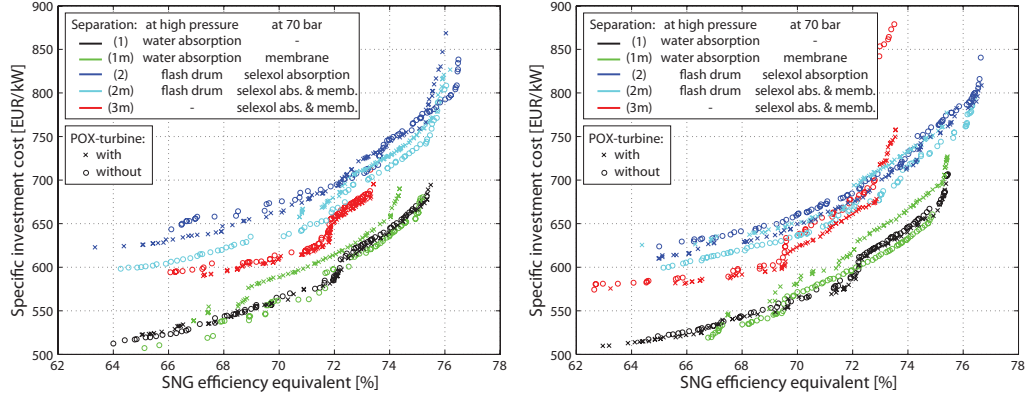 Specific investment cost [EUR/kW]
900
850
800
750
700
650
600
550
500
Separation: at high pressure at 70 bar
(1) water absorption -
(1m) water absorption membrane
(2) flash drum selexol absorption
(2m) flash drum selexol abs. & memb.
(3m) - selexol abs. & memb.
POX-turbine:
with
without
62 64 66 68 70 72 74 76 78
SNG efficiency equivalent [%]
Specific investment cost [EUR/kW]
900
850
800
750
700
650
600
550
500
Separation: at high pressure at 70 bar
(1) water absorption -
(1m) water absorption membrane
(2) flash drum selexol absorption
(2m) flash drum selexol abs. & memb.
(3m) - selexol abs. & memb.
POX-turbine:
with
without
62 64 66 68 70 72 74 76 78
SNG efficiency equivalent [%]